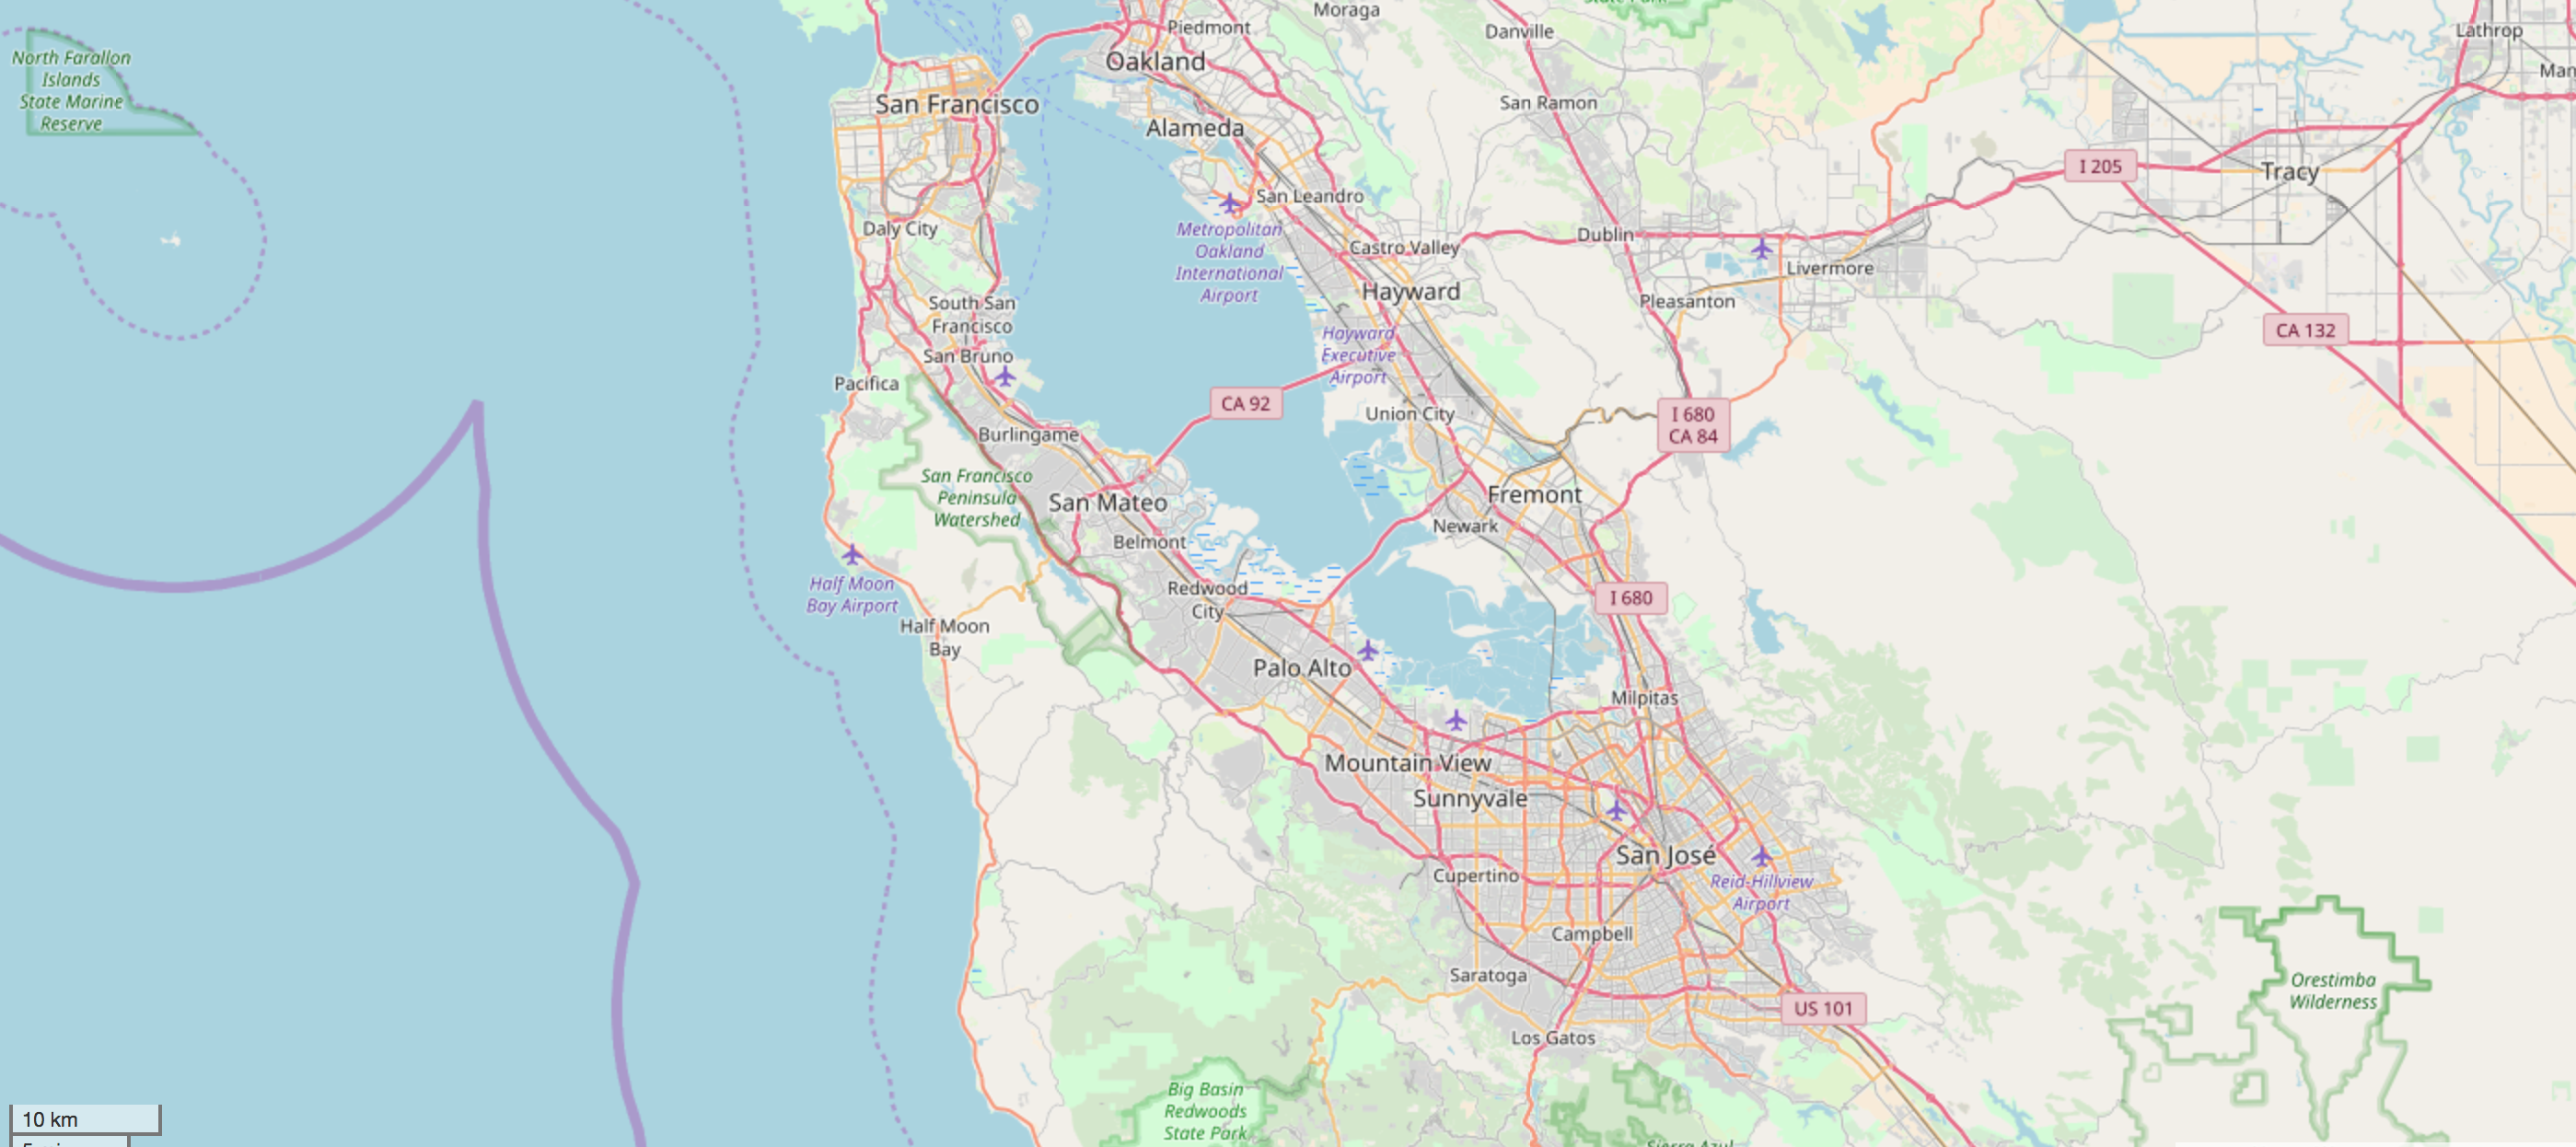 Moraga
Piedmont
Danville
Lathrop
North Farallon
Islands
State Marine
Reserve
Oakland
Man
San Francisco
San Ramon
Alameda
I 205
Tracy
San Leandro
Daly City
Metropolitan
Oakland
International
Airport
Castro Valley
Dublin
Livermore
Hayward
Pleasanton
South San
Francisco
CA 132
Hayward
Executive
Airport
San Bruno
Pacifica
CA 92
Union City
I 680
CA 84
Burlingame
San Francisco
Peninsula
Watershed
San Mateo
Fremont
Newark
Belmont
Half Moon
Bay Airport
Redwood
City
I 680
Half Moon
Bay
Palo Alto
Milpitas
Mountain View
Sunnyvale
San José
Cupertino
Reid-Hillview
Airport
Campbell
Saratoga
Orestimba
Wilderness
US 101
Los Gatos
Big Basin
Redwoods
State Park
10 km